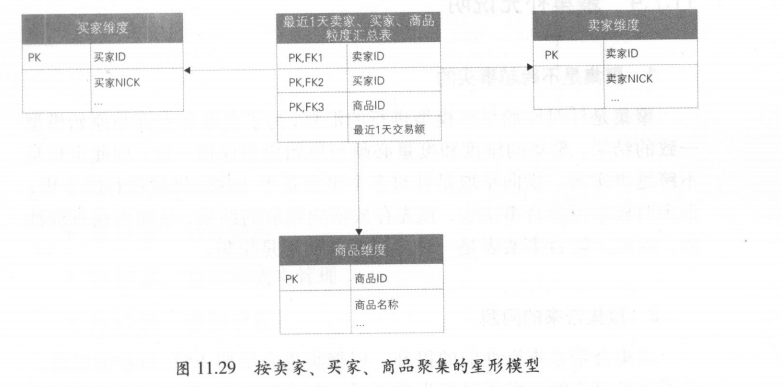 买家维度
PK 买家ID
买家NICK
...
最近1天卖家、买家、商品
粒度汇总表
PK,FK1 卖家ID
PK,FK2 买家ID
PK,FK3 商品ID
最近1天交易额
卖家维度
PK 卖家ID
卖家NICK
...
商品维度
PK 商品ID
商品名称
...
图 11.29 按卖家、买家、商品聚集的星形模型